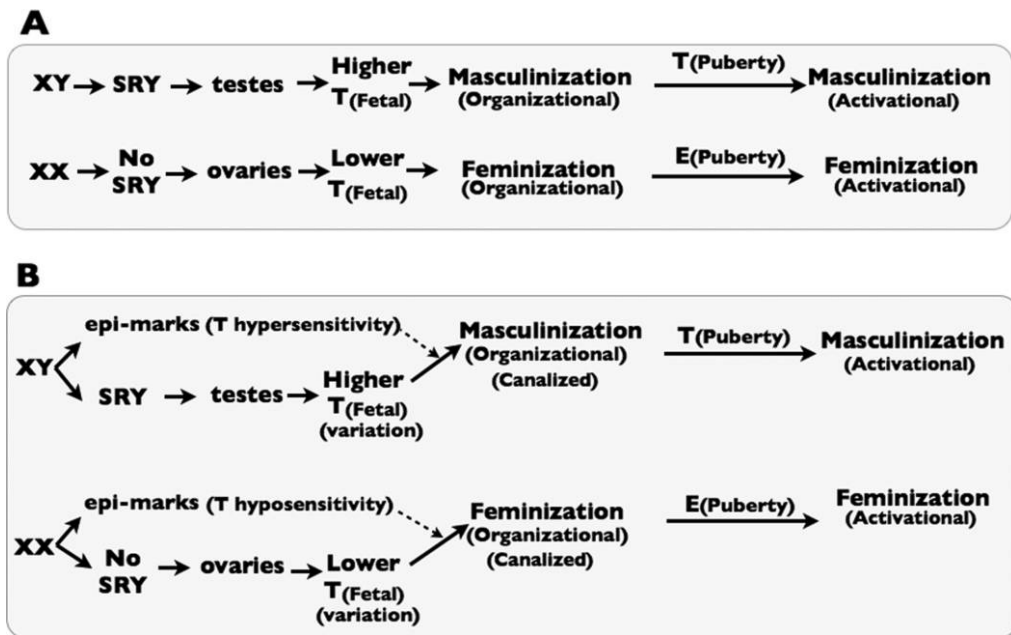 A
XY SRY testes Higher T(Fetal) Masculinization (Organizational) T(Puberty) Masculinization (Activational)
XX No SRY ovaries Lower T(Fetal) Feminization (Organizational) E(Puberty) Feminization (Activational)
B
epi-marks (T hypersensitivity)
XY
SRY testes Higher T(Fetal) (variation)
Masculinization (Organizational) (Canalized) T(Puberty) Masculinization (Activational)
epi-marks (T hyposensitivity)
XX
No SRY ovaries Lower T(Fetal) (variation)
Feminization (Organizational) (Canalized) E(Puberty) Feminization (Activational)